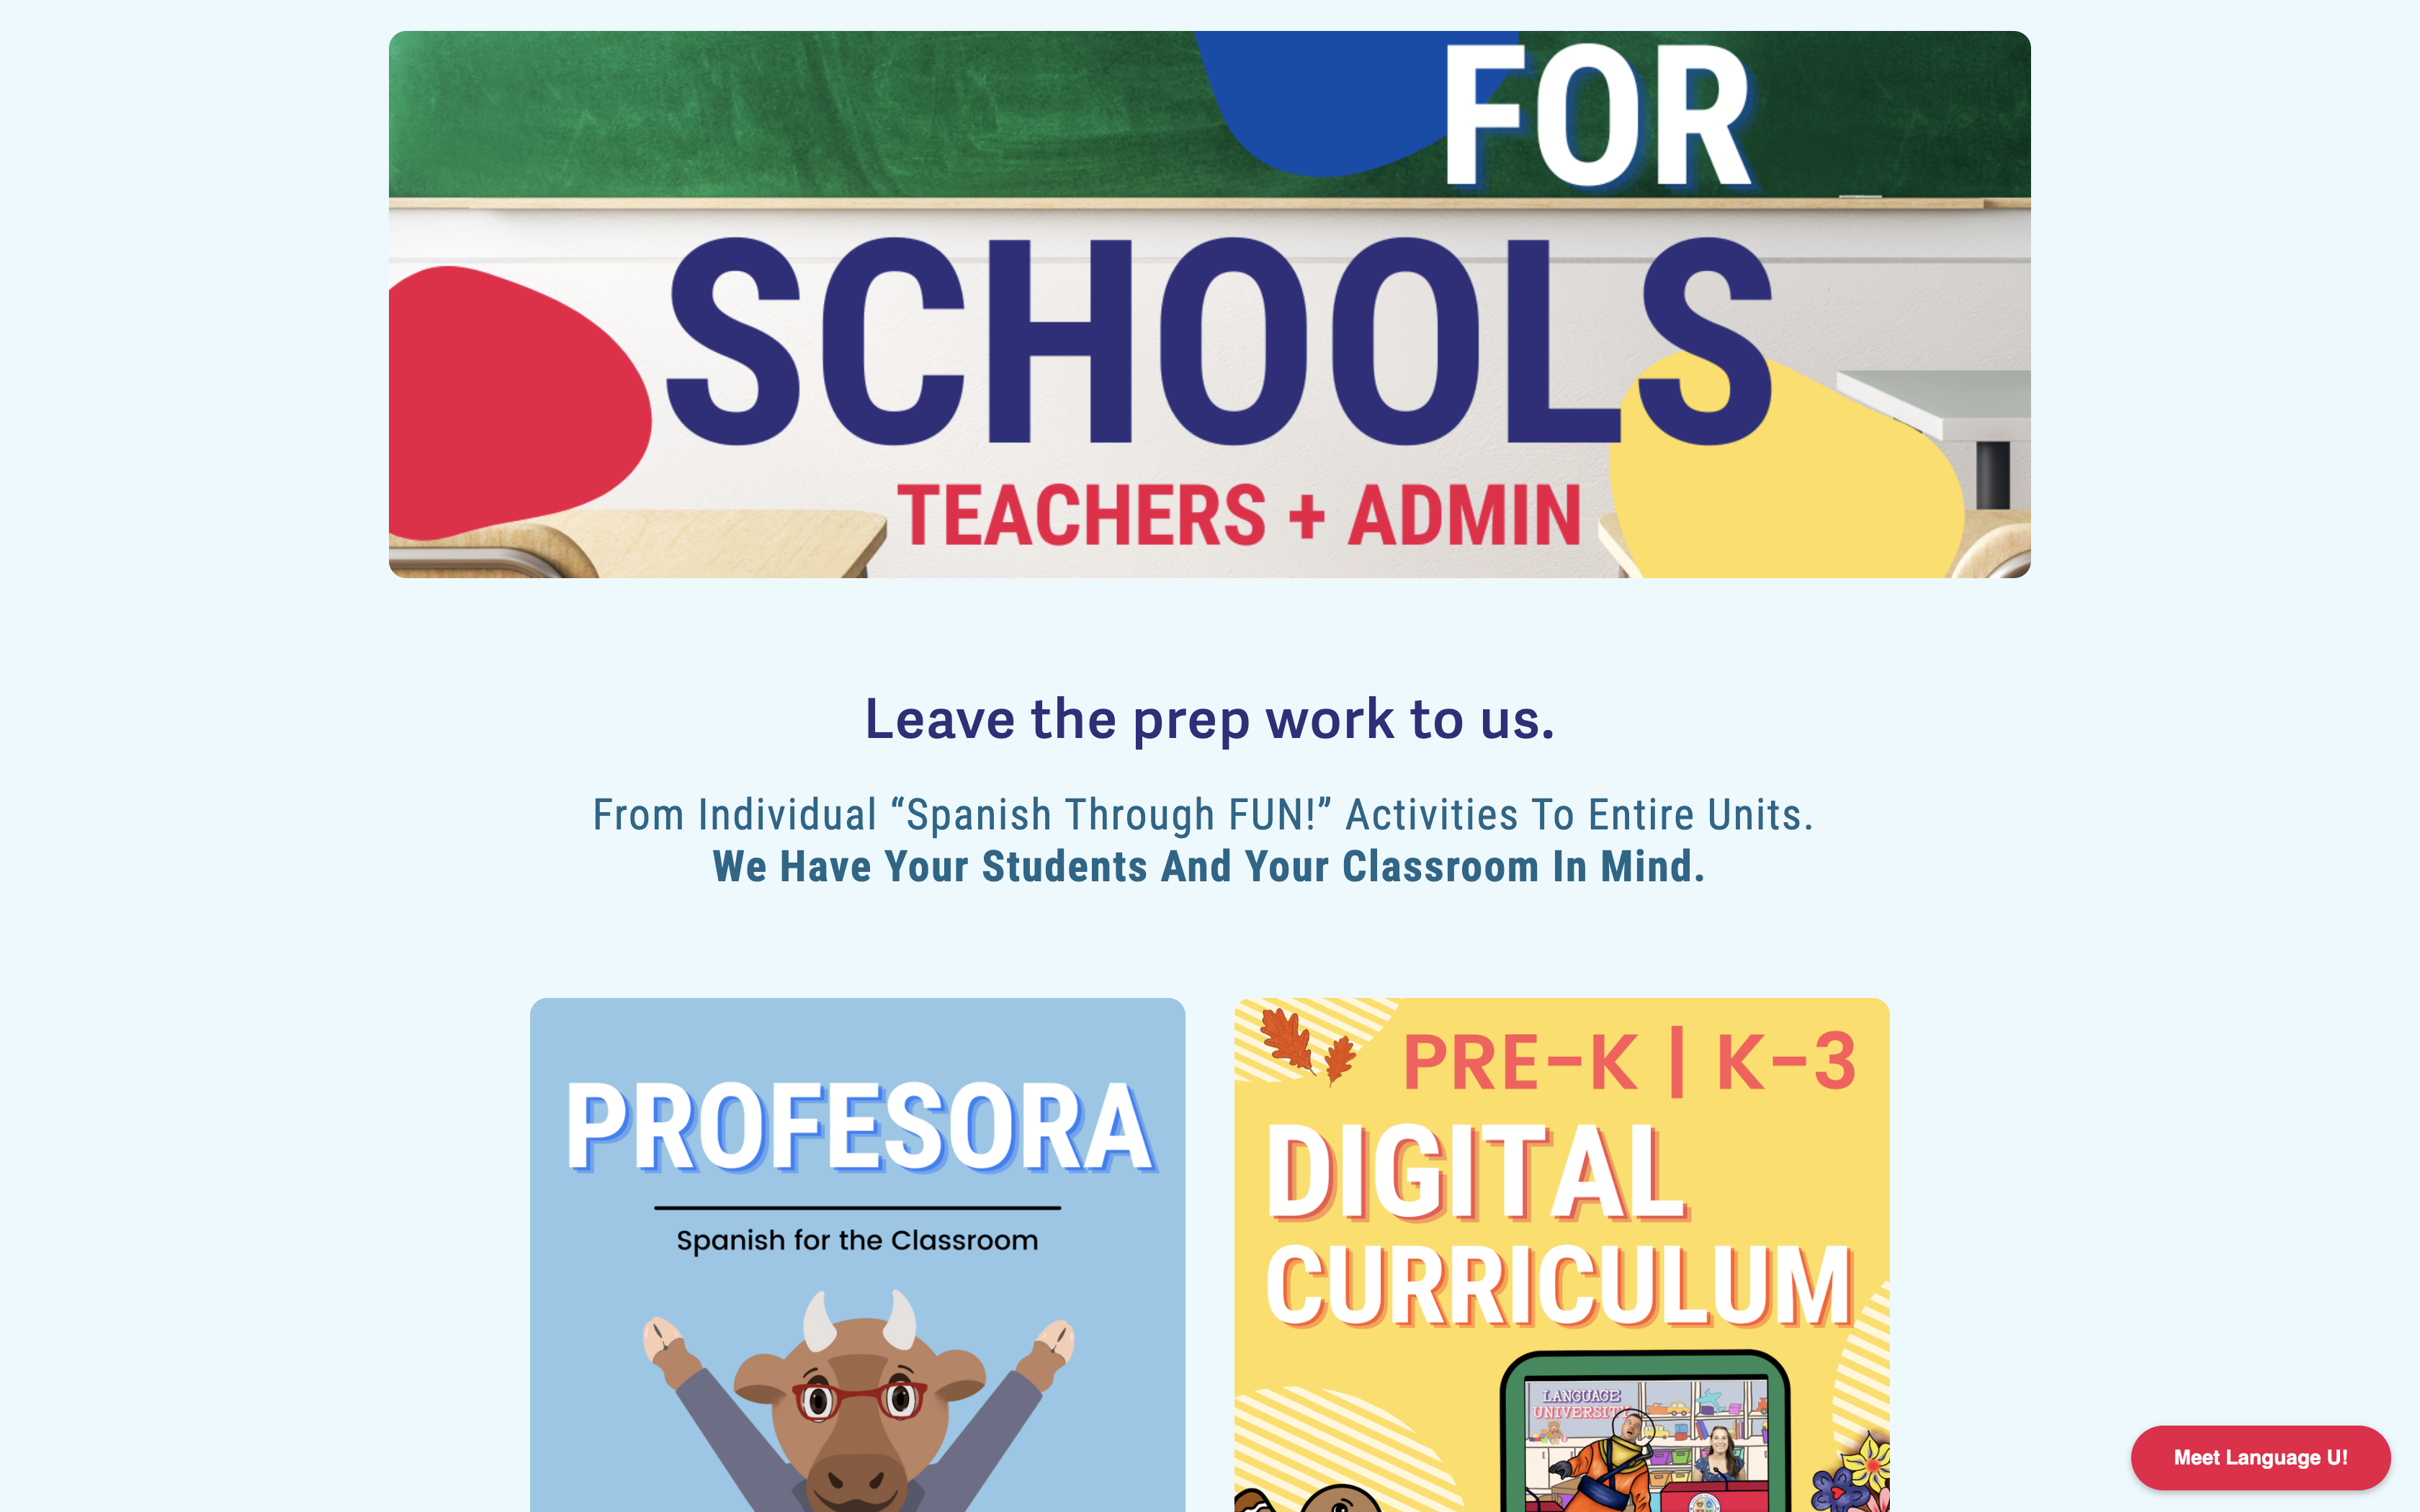 FOR
SCHOOLS
TEACHERS + ADMIN
Leave the prep work to us.
From Individual “Spanish Through FUN!” Activities To Entire Units.
We Have Your Students And Your Classroom In Mind.
PROFESORA
Spanish for the Classroom
PRE-K | K-3
DIGITAL
CURRICULUM
LANGUAGE
UNIVERSITY
Meet Language U!